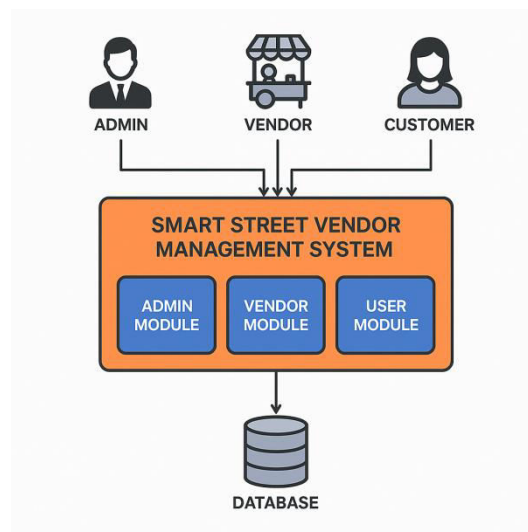 ADMIN
VENDOR
CUSTOMER
SMART STREET VENDOR
MANAGEMENT SYSTEM
ADMIN
MODULE
VENDOR
MODULE
USER
MODULE
DATABASE